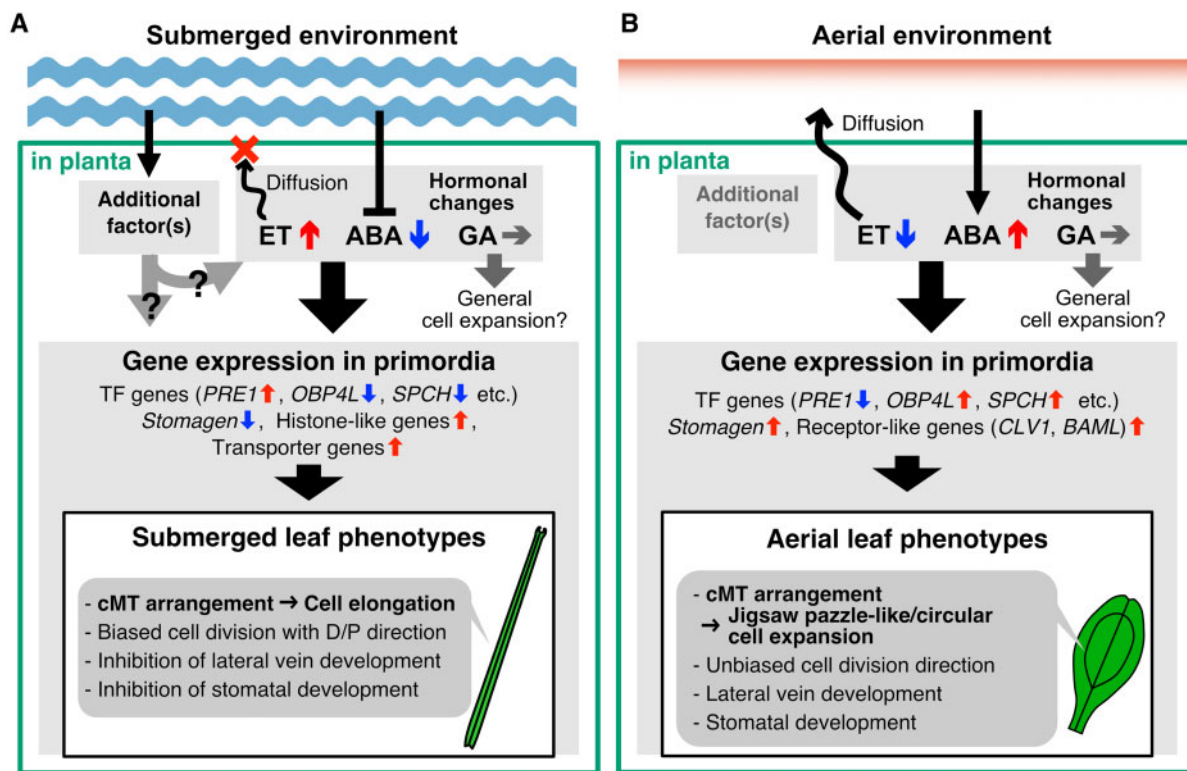 A
Submerged environment
in planta
Additional
factor(s)
Diffusion
Hormonal
changes
ET ABA GA
?
?
General
cell expansion?
Gene expression in primordia
TF genes (PRE1 , OBP4L , SPCH etc.)
Stomagen , Histone-like genes ,
Transporter genes
Submerged leaf phenotypes
- cMT arrangement → Cell elongation
- Biased cell division with D/P direction
- Inhibition of lateral vein development
- Inhibition of stomatal development
B
Aerial environment
Diffusion
in planta
Additional
factor(s)
Hormonal
changes
ET ABA GA
General
cell expansion?
Gene expression in primordia
TF genes (PRE1 , OBP4L , SPCH etc.)
Stomagen , Receptor-like genes (CLV1, BAML)
Aerial leaf phenotypes
- cMT arrangement
→ Jigsaw pazzle-like/circular
cell expansion
- Unbiased cell division direction
- Lateral vein development
- Stomatal development